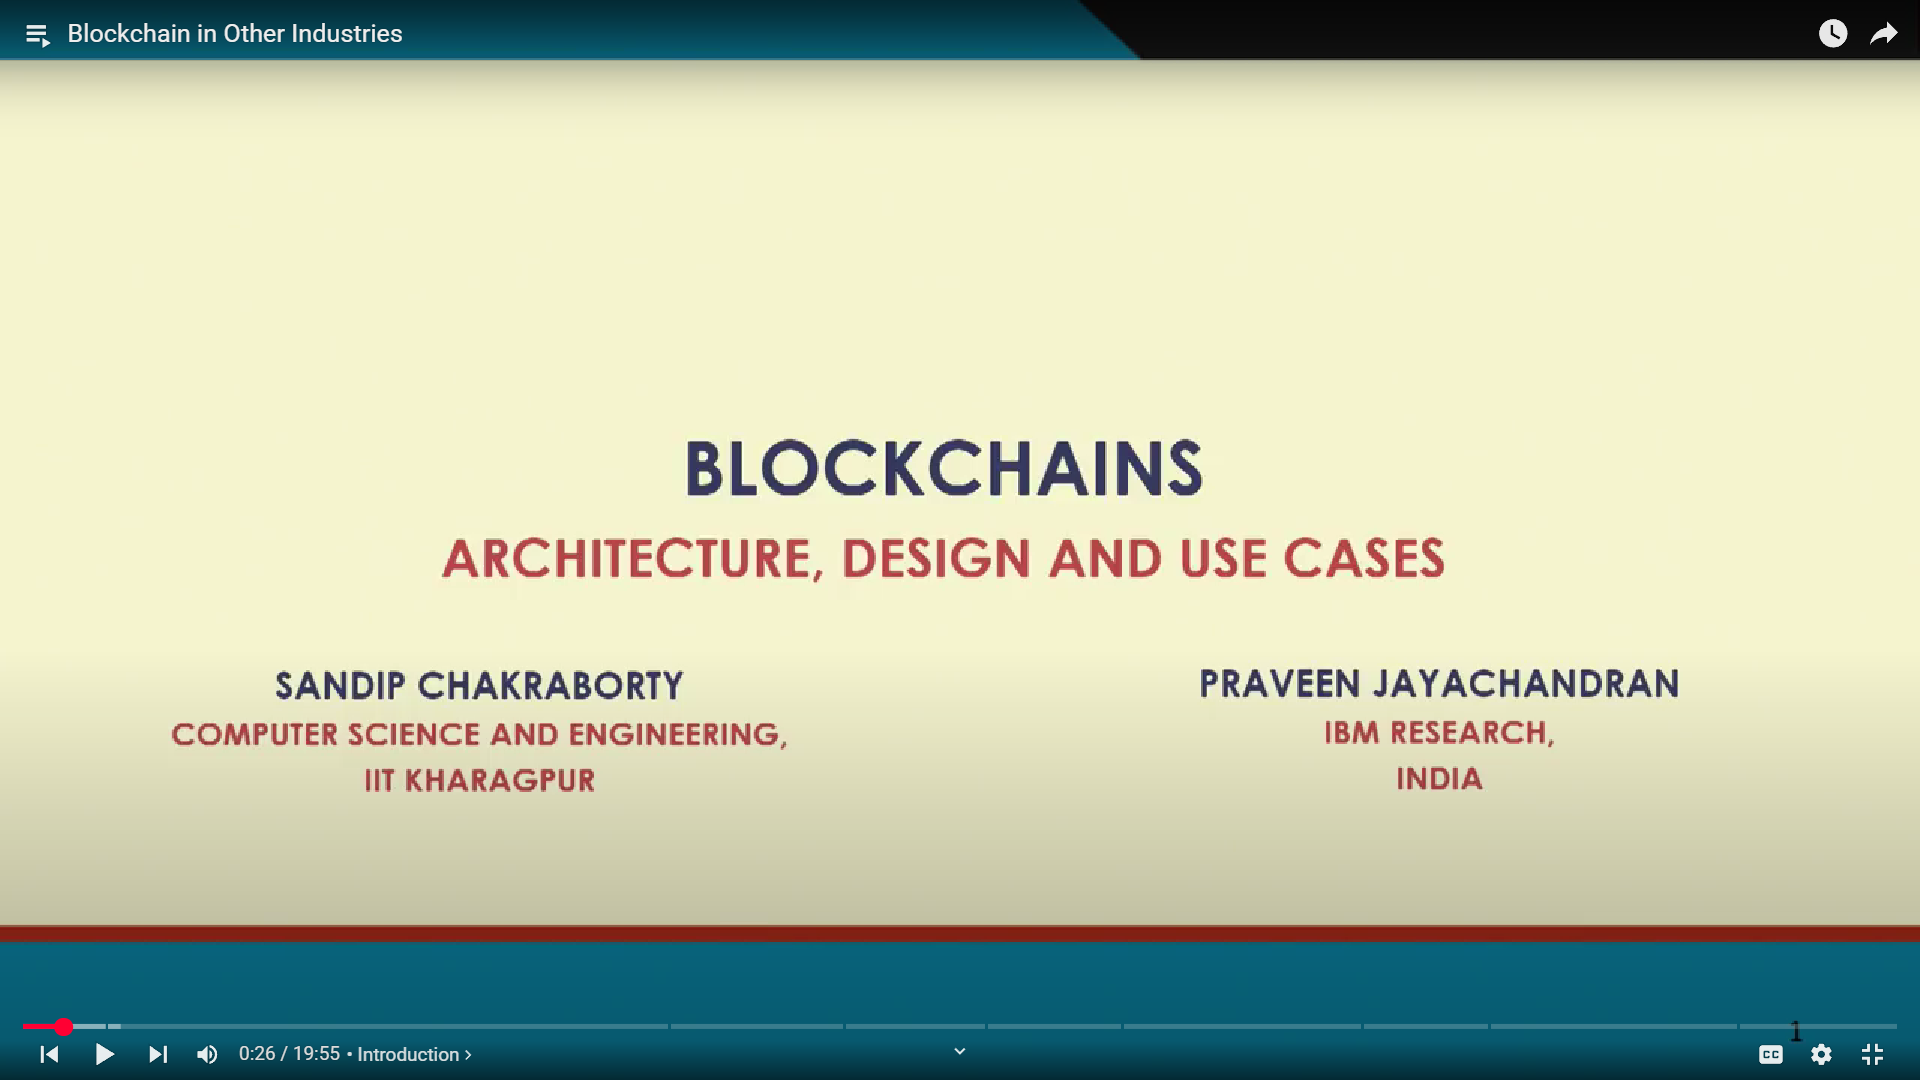 Blockchain in Other Industries
BLOCKCHAINS
ARCHITECTURE, DESIGN AND USE CASES
SANDIP CHAKRABORTY
COMPUTER SCIENCE AND ENGINEERING,
IIT KHARAGPUR
PRAVEEN JAYACHANDRAN
IBM RESEARCH,
INDIA
1
0:26 / 19:55 • Introduction ›
CC